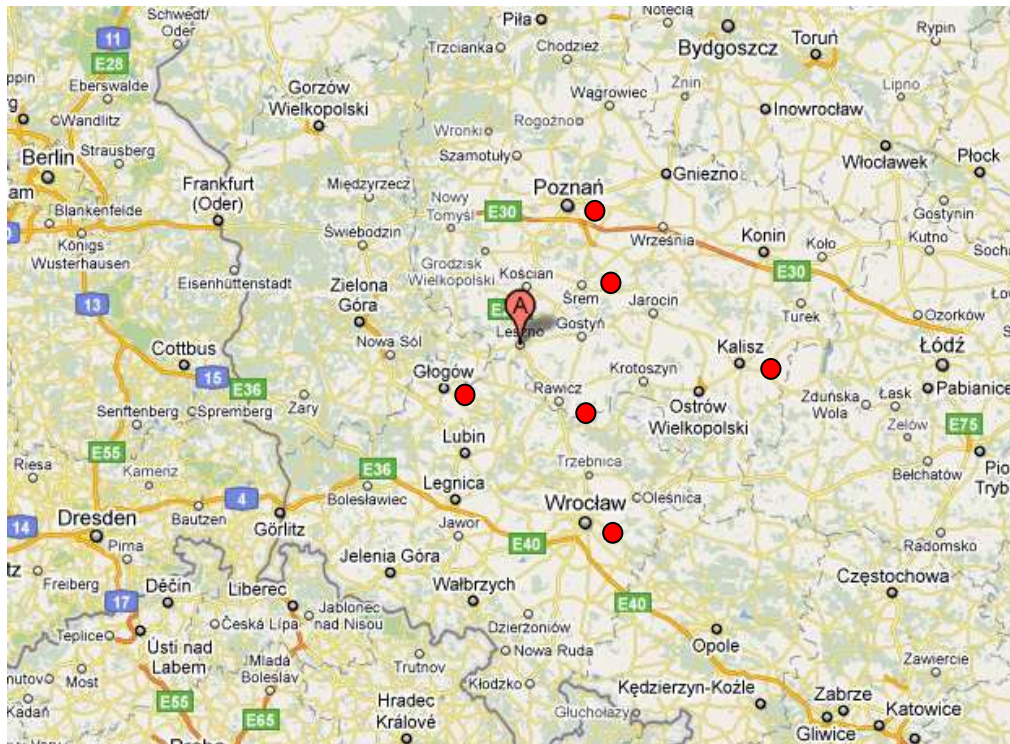 Schwedt/
Oder
Piła
Notecia
Rypin
11
Trzcianka
Chodzież
Bydgoszcz
Toruń
E28
Eberswalde
Gorzów
Wielkopolski
Wągrowiec
Żnin
Lipno
Inowrocław
Wandlitz
Rogoźno
Wronki
Strausberg
Szamotuły
Włocławek
Płock
Berlin
Gniezno
Frankfurt
(Oder)
Międzyrzecz
Poznań
am
Nowy
Tomyśl
E30
Gostynin
Blankenfelde
Świebodzin
Września
Konin
Koło
Kutno
Königs
Wusterhausen
Socha
Grodzisk
Wielkopolski
Kościan
E30
Eisenhüttenstadt
Zielona
Góra
Śrem
Jarocin
13
A
Turek
Ozorków
Leszno
Gostyń
Nowa Sól
Kalisz
Łódź
Cottbus
15
E36
Głogów
Krotoszyn
Rawicz
Zduńska
Wola
Łask
Pabianice
Ostrów
Wielkopolski
Senftenberg
Spremberg
Żary
Zelów
E75
E55
Lubin
Riesa
Kamenz
E36
Trzebnica
Bełchatów
Pio
Tryb
4
Bolesławiec
Legnica
14
Bautzen
Görlitz
Wrocław
Oleśnica
Dresden
Jawor
Pirna
E40
Radomsko
tz
Freiberg
Jelenia Góra
Děčín
Liberec
Wałbrzych
Częstochowa
17
E40
Česká Lípa
Jablonec
nad Nisou
Dzierżoniów
Teplice
Opole
Ústí nad
Labem
Nowa Ruda
Trutnov
Zawiercie
mutov
Most
Mladá
Boleslav
Kłodzko
Kędzierzyn-Koźle
Kadaň
E55
E65
Hradec
Králové
Głuchołazy
Zabrze
Katowice
Gliwice